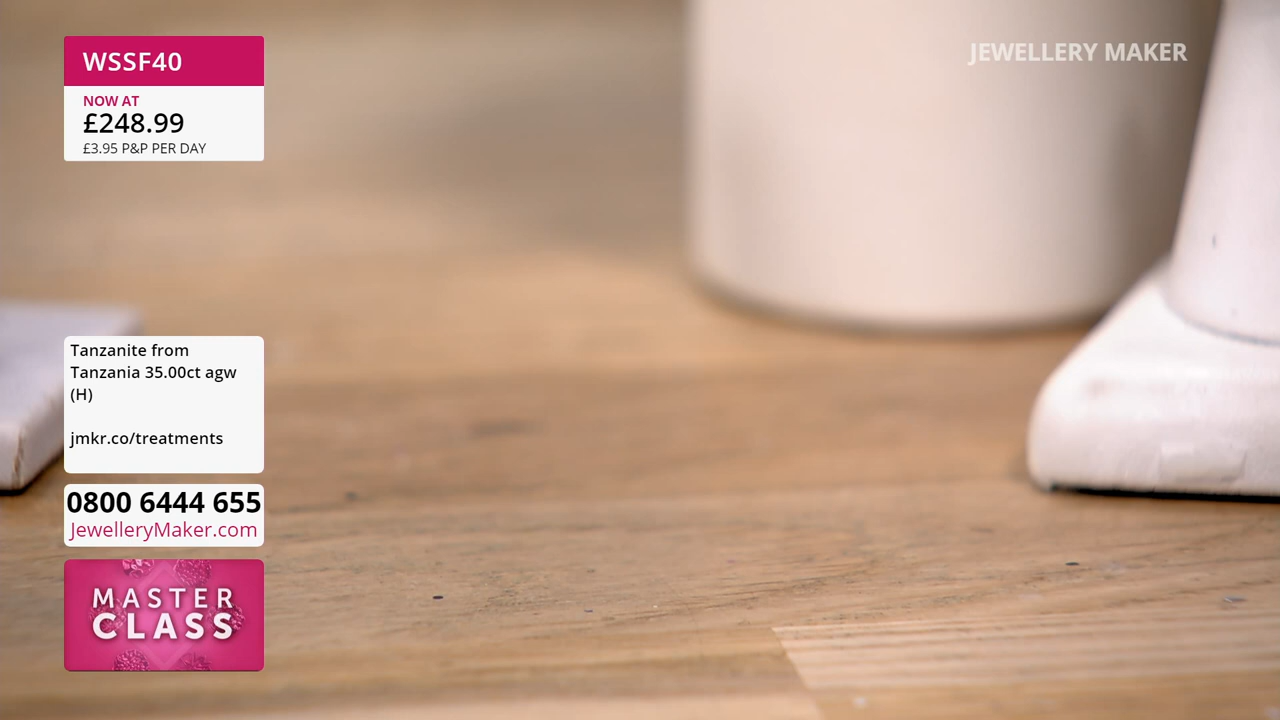 WSSF40
NOW AT
£248.99
£3.95 P&P PER DAY
JEWELLERY MAKER
Tanzanite from
Tanzania 35.00ct agw
(H)
jmkr.co/treatments
0800 6444 655
JewelleryMaker.com
MASTER
CLASS